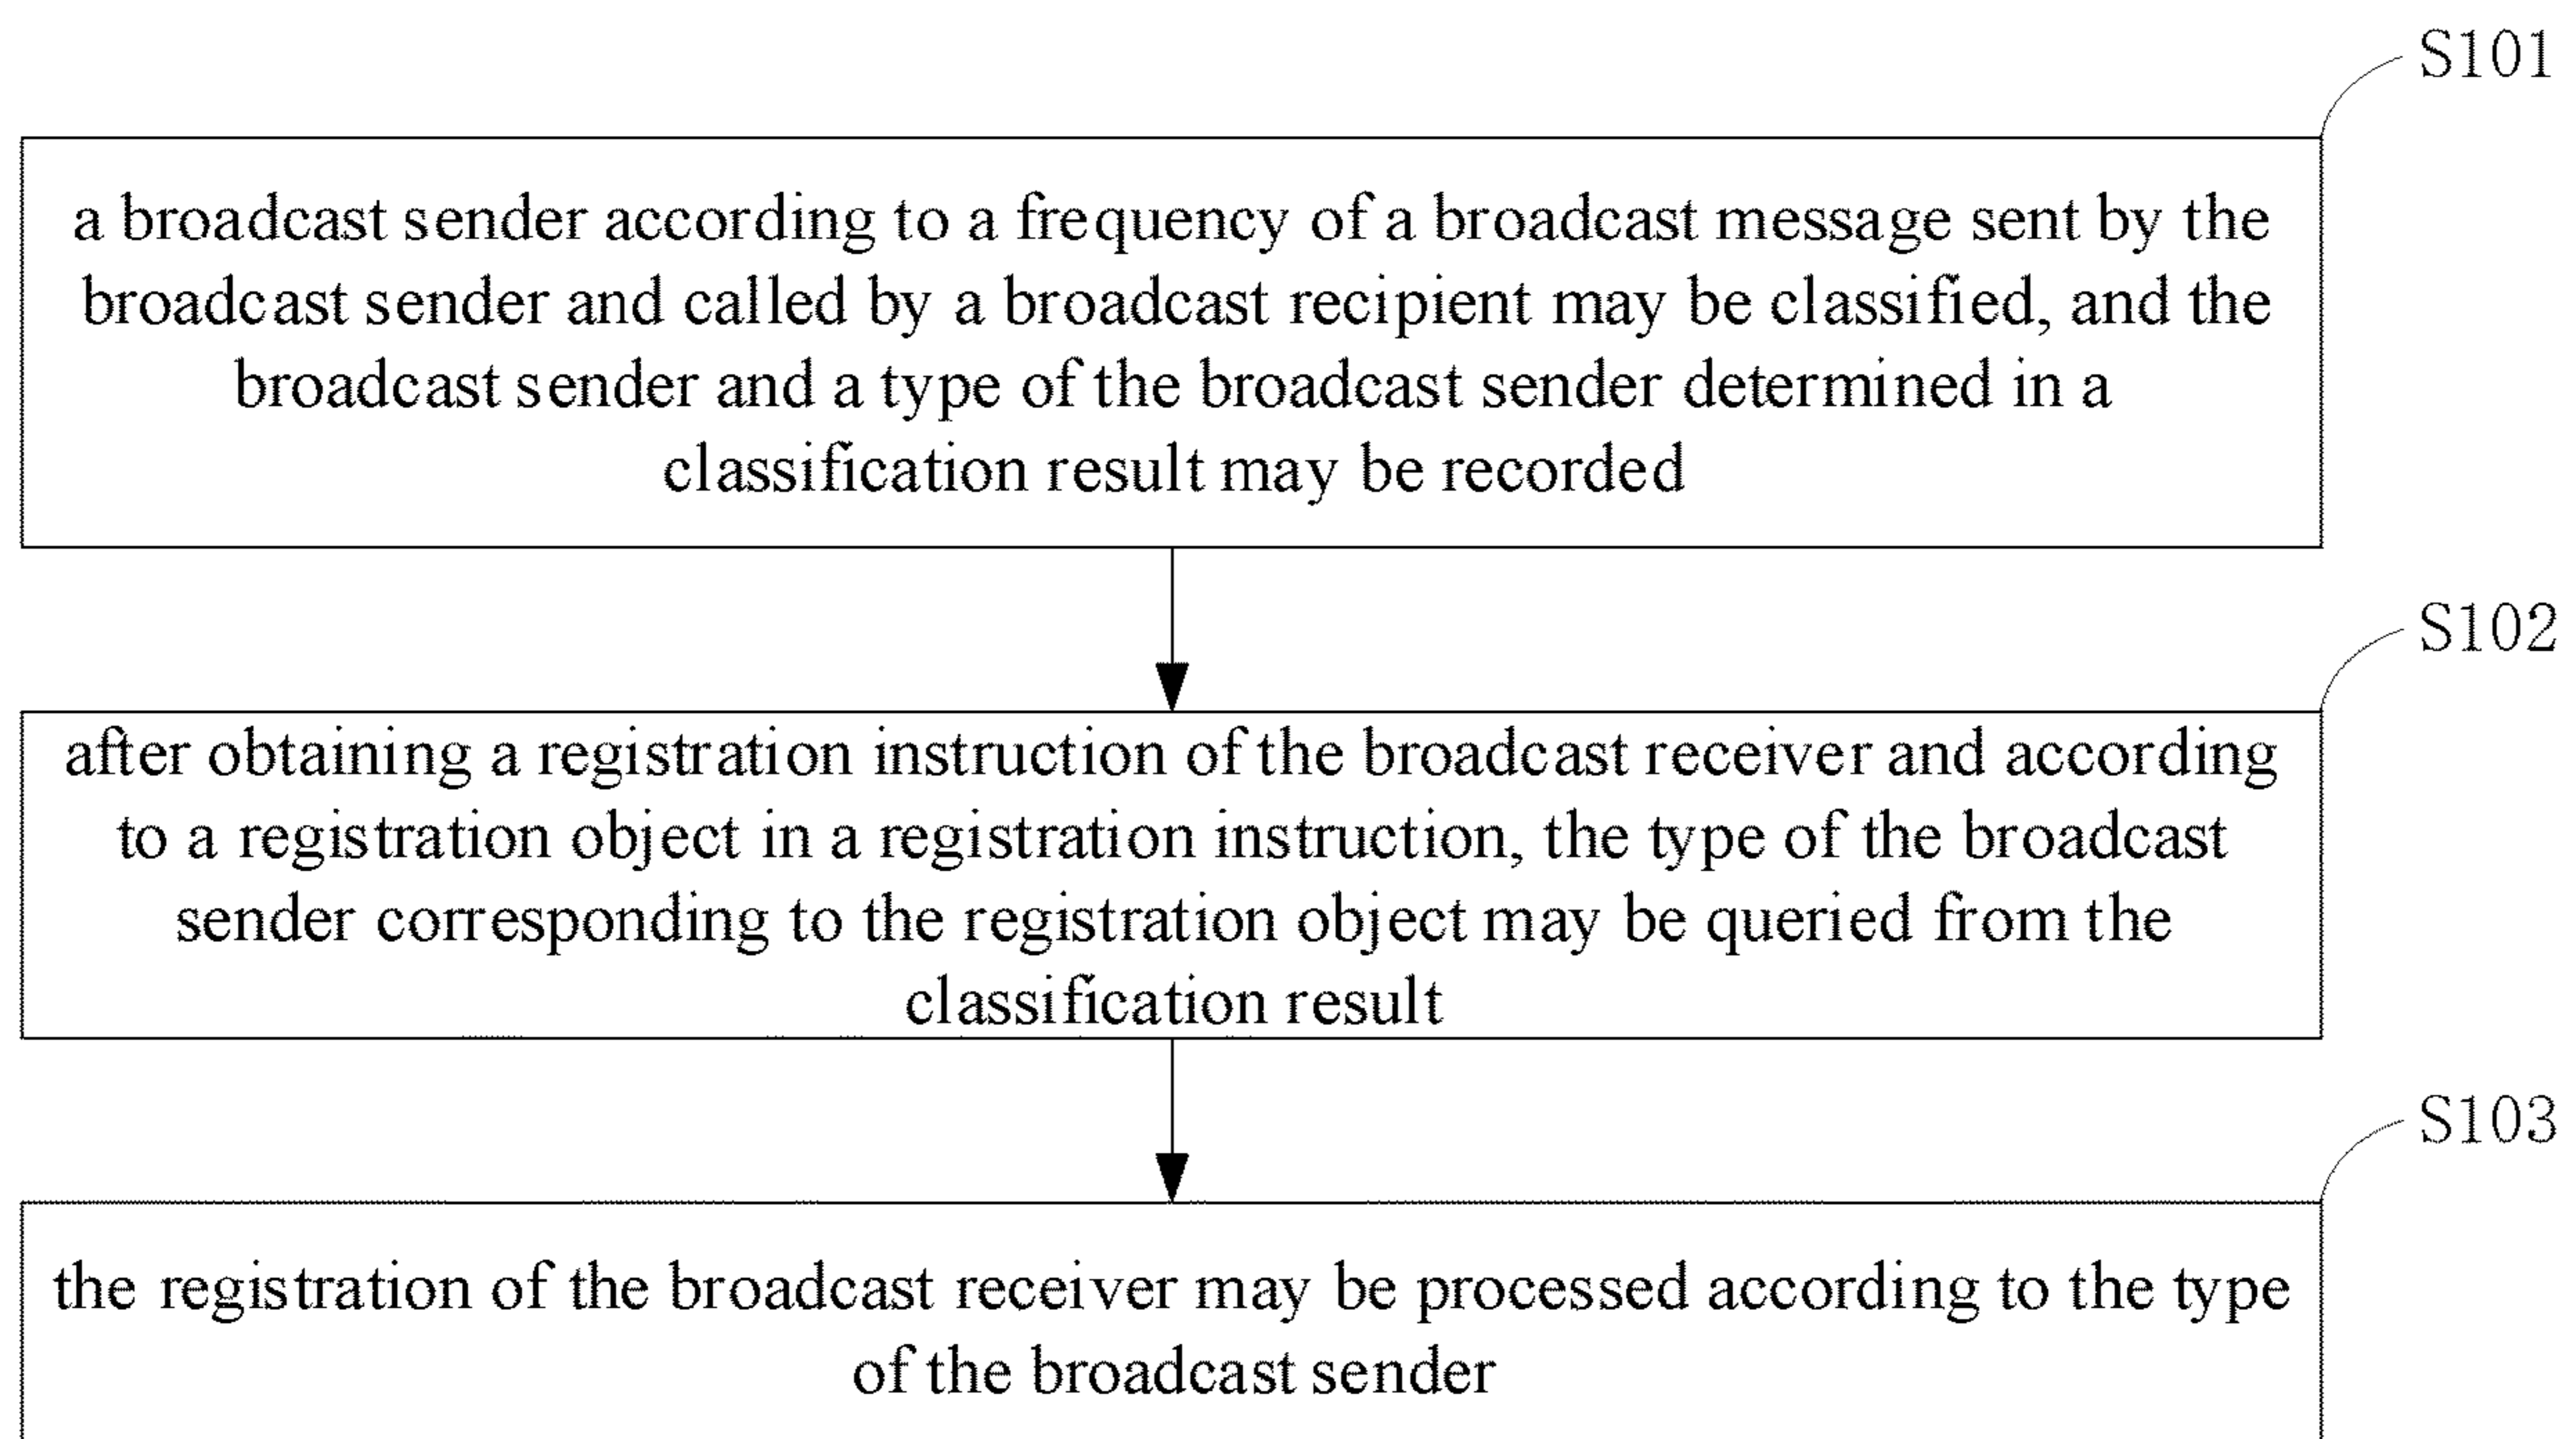 S101
a broadcast sender according to a frequency of a broadcast message sent by the
broadcast sender and called by a broadcast recipient may be classified, and the
broadcast sender and a type of the broadcast sender determined in a
classification result may be recorded
S102
after obtaining a registration instruction of the broadcast receiver and according
to a registration object in a registration instruction, the type of the broadcast
sender corresponding to the registration object may be queried from the
classification result
S103
the registration of the broadcast receiver may be processed according to the type
of the broadcast sender